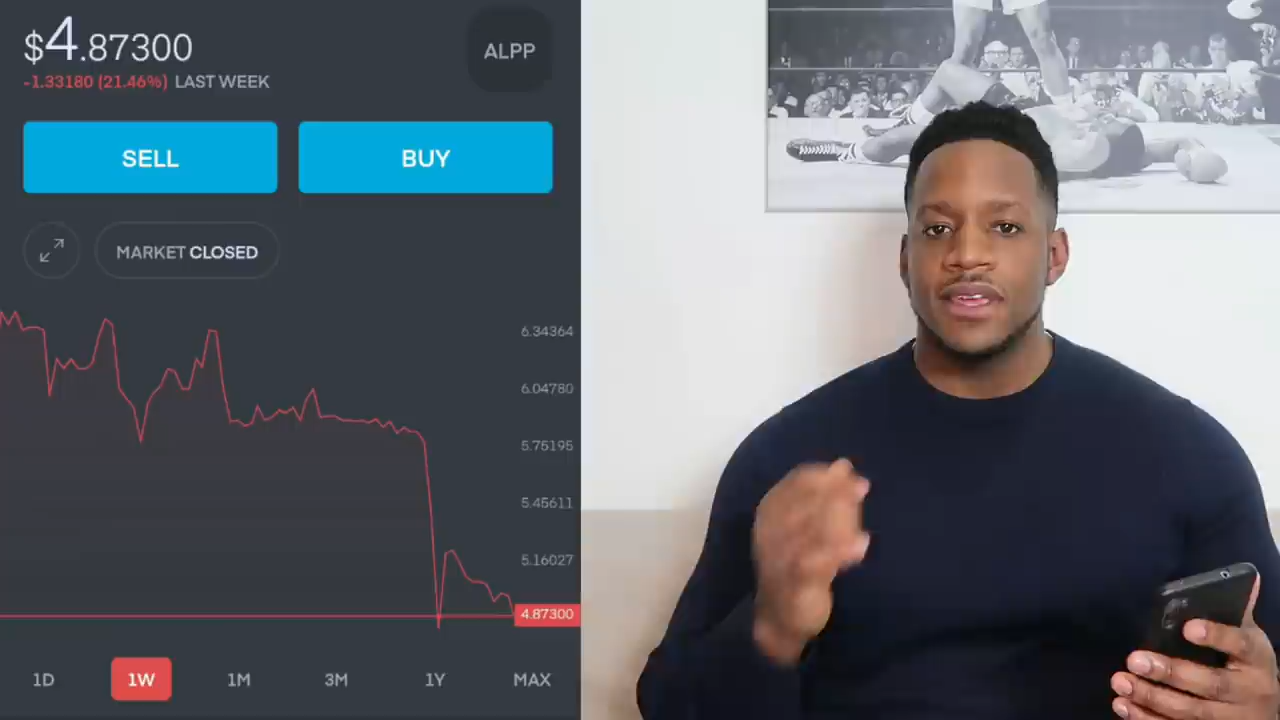 $4.87300
ALPP
-1.33180 (21.46%) LAST WEEK
SELL
BUY
MARKET CLOSED
6.34364
6.04780
5.75195
5.45611
5.16027
4.87300
1D
1W
1M
3M
1Y
MAX